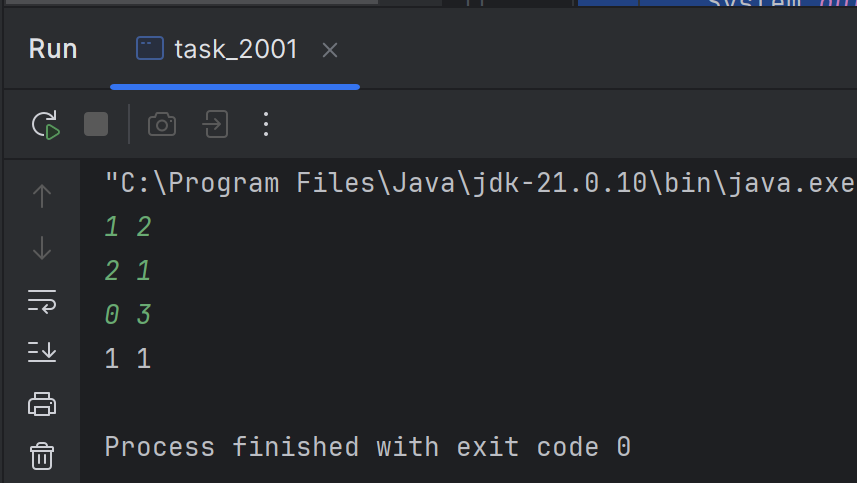 Run task_2001
"C:\Program Files\Java\jdk-21.0.10\bin\java.exe
1 2
2 1
0 3
1 1
Process finished with exit code 0